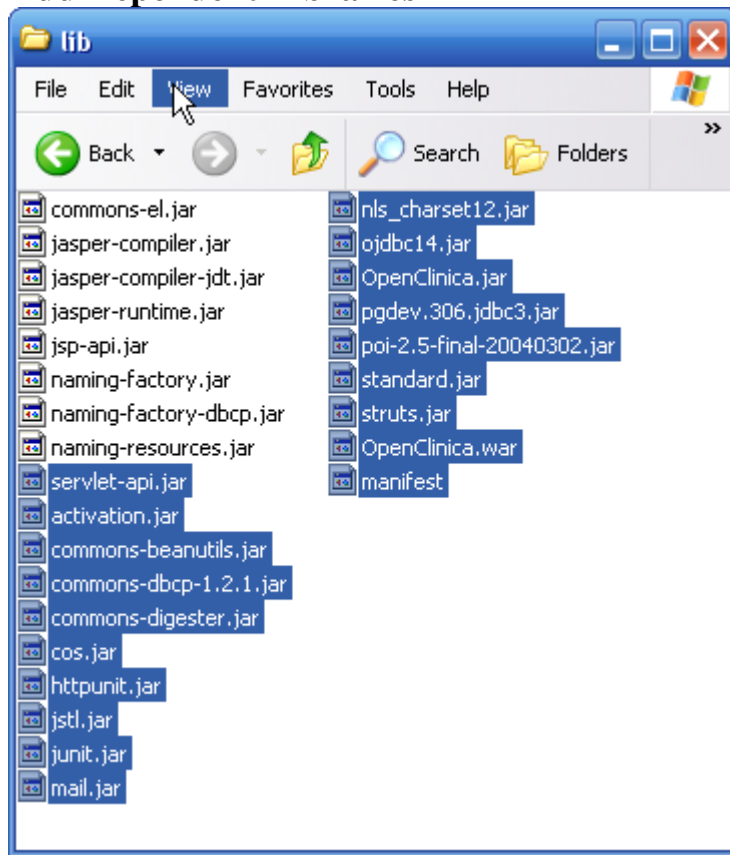 lib
File Edit View Favorites Tools Help
Back Search Folders »
commons-el.jar
jasper-compiler.jar
jasper-compiler-jdt.jar
jasper-runtime.jar
jsp-api.jar
naming-factory.jar
naming-factory-dbcp.jar
naming-resources.jar
servlet-api.jar
activation.jar
commons-beanutils.jar
commons-dbcp-1.2.1.jar
commons-digester.jar
cos.jar
httpunit.jar
jstl.jar
junit.jar
mail.jar
nls_charset12.jar
ojdbc14.jar
OpenClinica.jar
pgdev.306.jdbc3.jar
poi-2.5-final-20040302.jar
standard.jar
struts.jar
OpenClinica.war
manifest